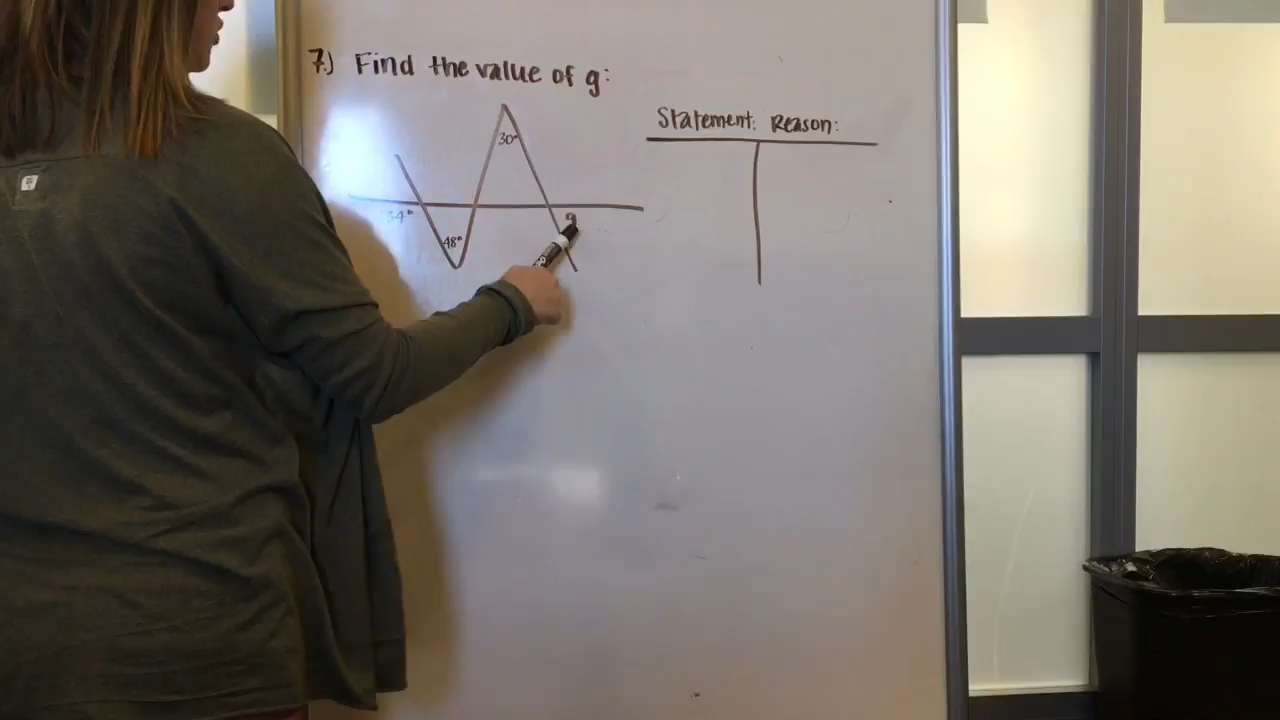 7.) Find the value of g:
Statement: Reason:
30°
34°
g
48°